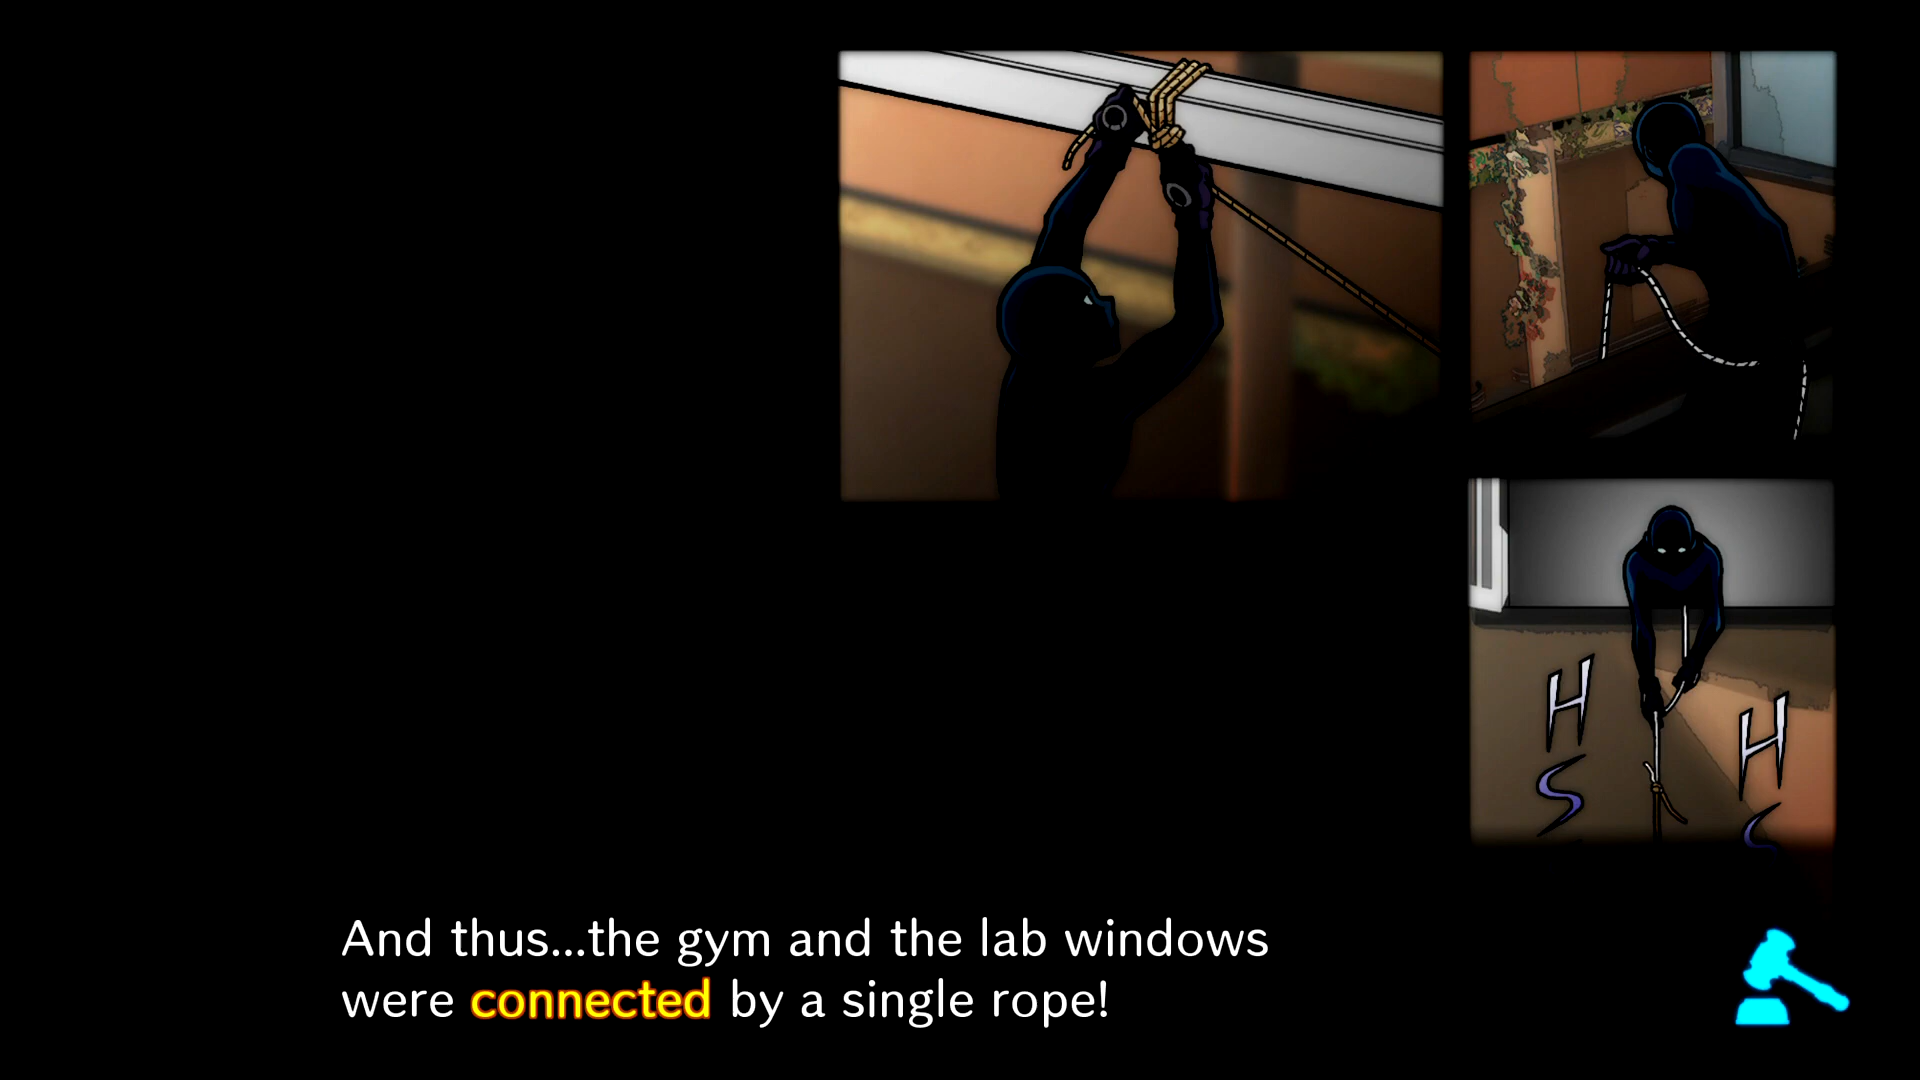 H
S
H
S
And thus...the gym and the lab windows
were connected by a single rope!